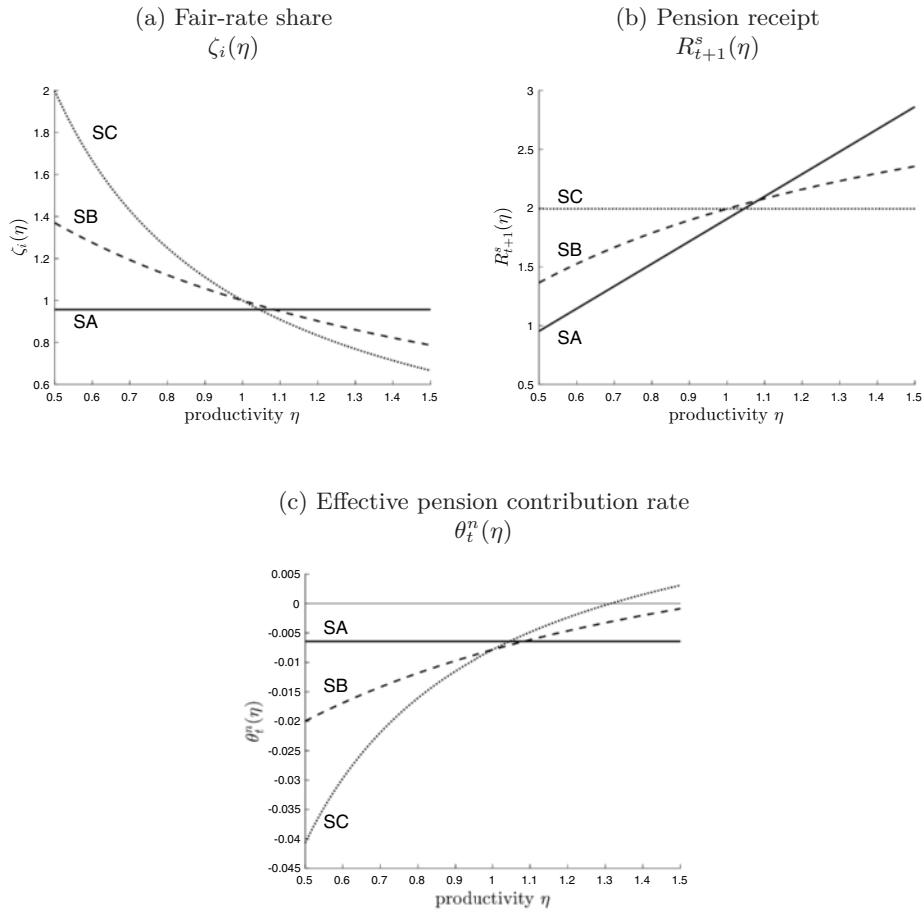 (a) Fair-rate share
ζᵢ(η)
2
1.8
1.6
1.4
1.2
1
0.8
0.6
ζᵢ(η)
SC
SB
SA
0.5 0.6 0.7 0.8 0.9 1 1.1 1.2 1.3 1.4 1.5
productivity η
(b) Pension receipt
Rˢₜ₊₁(η)
3
2.5
2
1.5
1
0.5
Rˢₜ₊₁(η)
SC
SB
SA
0.5 0.6 0.7 0.8 0.9 1 1.1 1.2 1.3 1.4 1.5
productivity η
(c) Effective pension contribution rate
θⁿₜ(η)
0.005
0
-0.005
-0.01
-0.015
-0.02
-0.025
-0.03
-0.035
-0.04
-0.045
θⁿₜ(η)
SA
SB
SC
0.5 0.6 0.7 0.8 0.9 1 1.1 1.2 1.3 1.4 1.5
productivity η